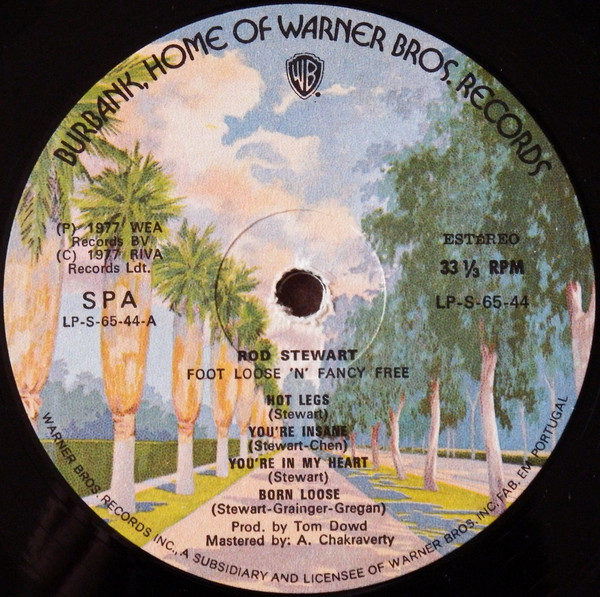 BURBANK, HOME OF WARNER BROS. RECORDS
WB
(P) 1977 WEA
Records BV
(C) 1977 RIVA
Records Ldt.
SPA
LP-S-65-44-A
ESTÉREO
33 ⅓ RPM
LP-S-65-44
ROD STEWART
FOOT LOOSE 'N' FANCY FREE
HOT LEGS
(Stewart)
YOU'RE INSANE
(Stewart-Chen)
YOU'RE IN MY HEART
(Stewart)
BORN LOOSE
(Stewart-Grainger-Gregan)
Prod. by Tom Dowd
Mastered by: A. Chakraverty
WARNER BROS. RECORDS INC., A SUBSIDIARY AND LICENSEE OF WARNER BROS. INC. FAB. EM PORTUGAL